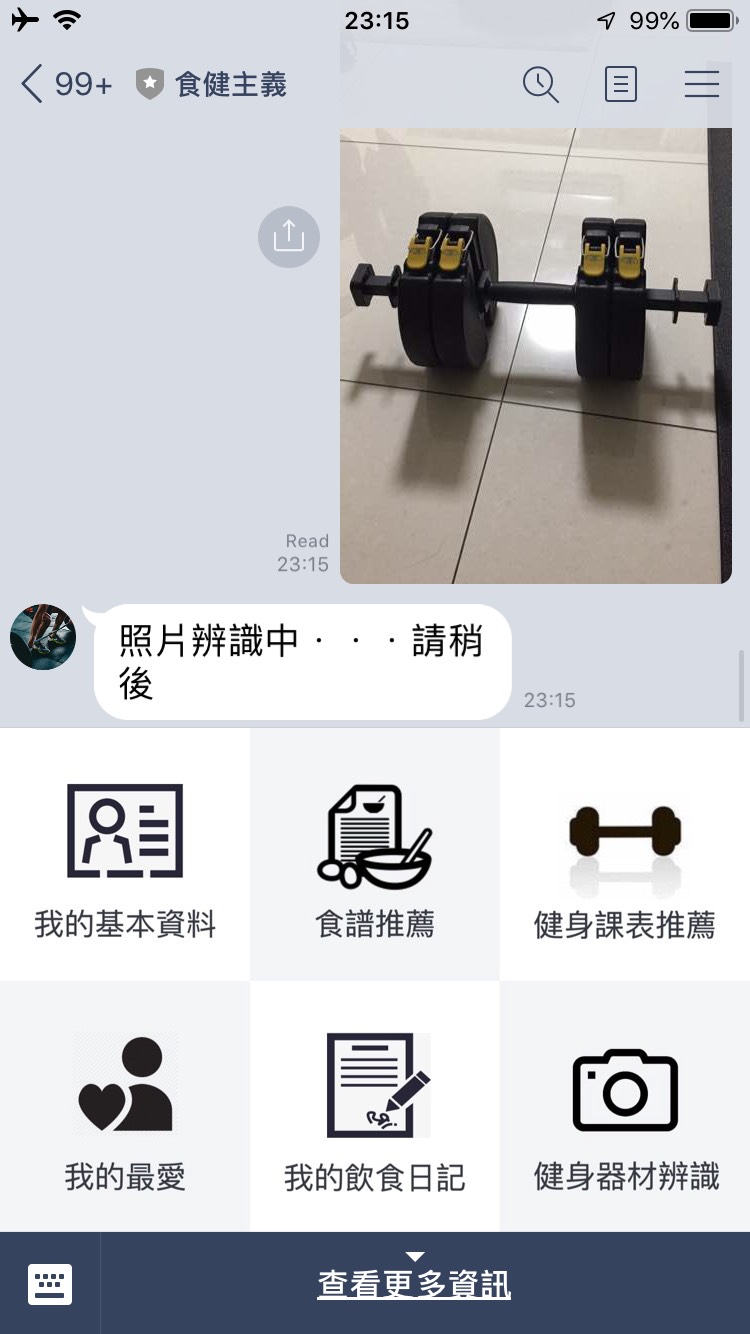 23:15
99%
99+
食健主義
Read
23:15
照片辨識中・・・請稍
後
23:15
我的基本資料
食譜推薦
健身課表推薦
我的最愛
我的飲食日記
健身器材辨識
查看更多資訊